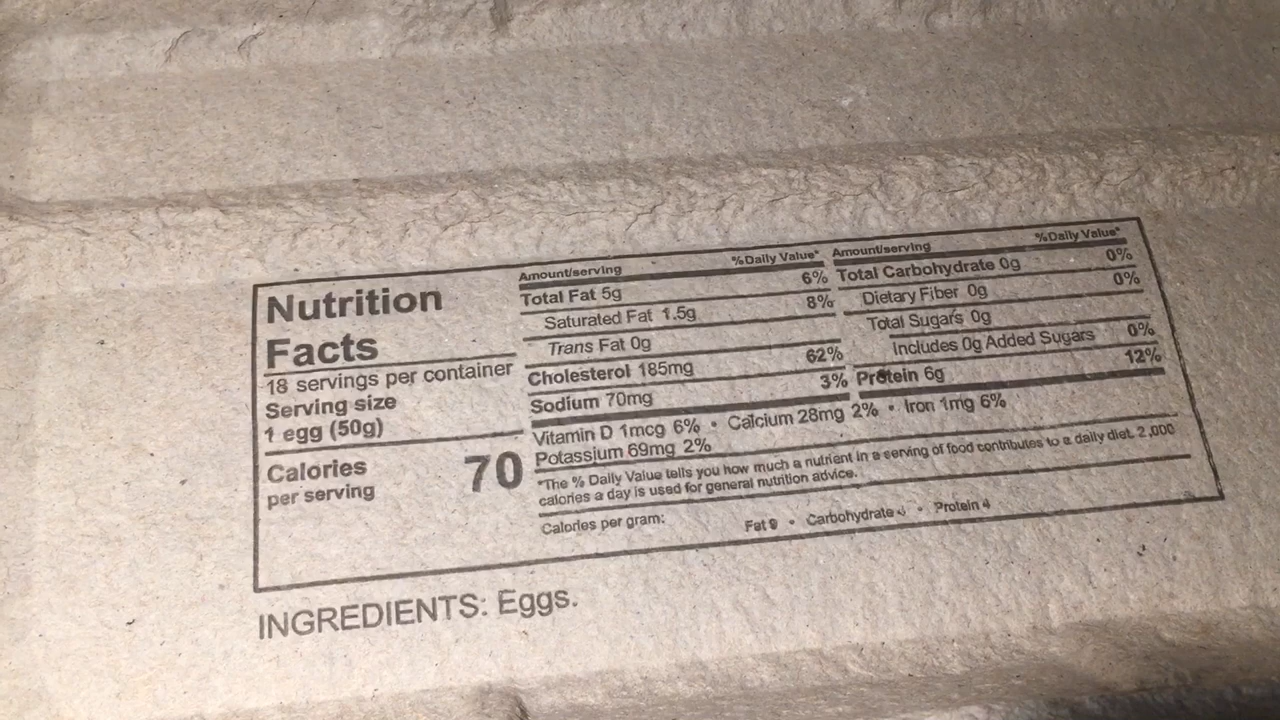 Nutrition
Facts
18 servings per container
Serving size
1 egg (50g)
Calories
per serving
70
Amount/serving %Daily Value*
Total Fat 5g 6%
Saturated Fat 1.5g 8%
Trans Fat 0g
Cholesterol 185mg 62%
Sodium 70mg 3%
Amount/serving %Daily Value*
Total Carbohydrate 0g 0%
Dietary Fiber 0g 0%
Total Sugars 0g
Includes 0g Added Sugars 0%
Protein 6g 12%
Vitamin D 1mcg 6% • Calcium 28mg 2% • Iron 1mg 6%
Potassium 69mg 2%
*The % Daily Value tells you how much a nutrient in a serving of food contributes to a daily diet. 2,000
calories a day is used for general nutrition advice.
Calories per gram:
Fat 9 • Carbohydrate 4 • Protein 4
INGREDIENTS: Eggs.